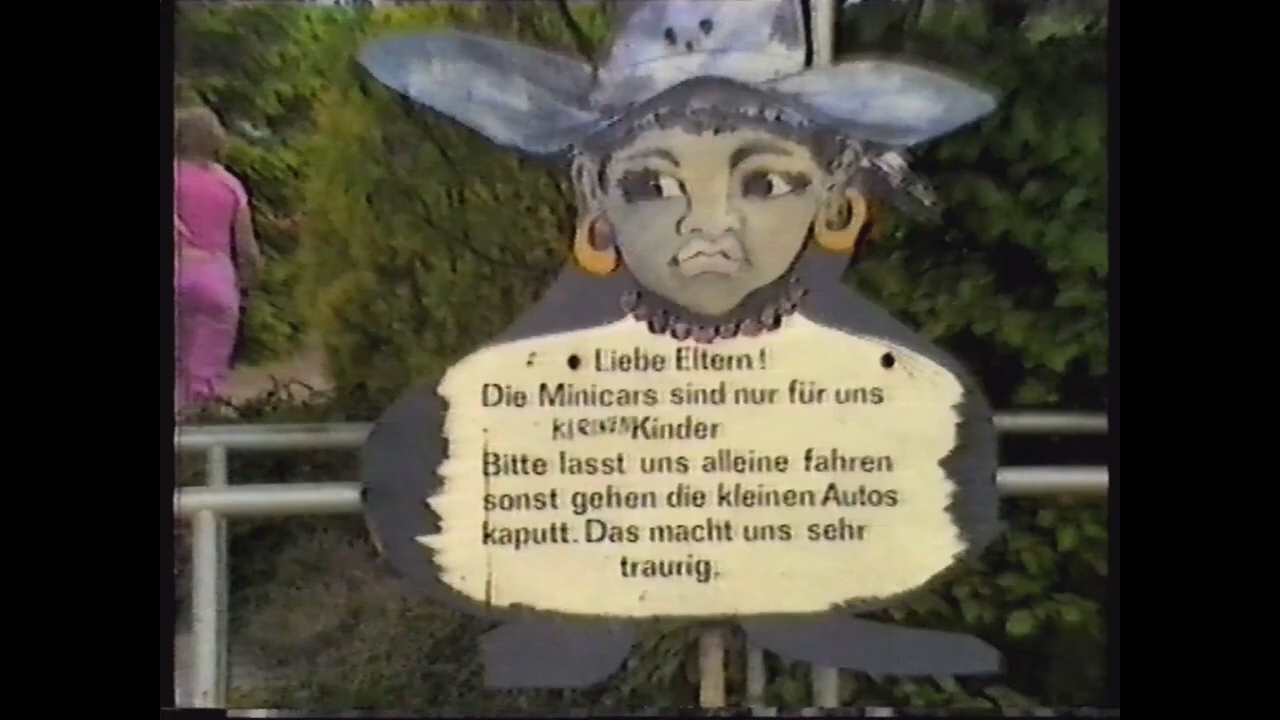 Liebe Eltern!
Die Minicars sind nur für uns
kleinen Kinder
Bitte lasst uns alleine fahren
sonst gehen die kleinen Autos
kaputt. Das macht uns sehr
traurig.